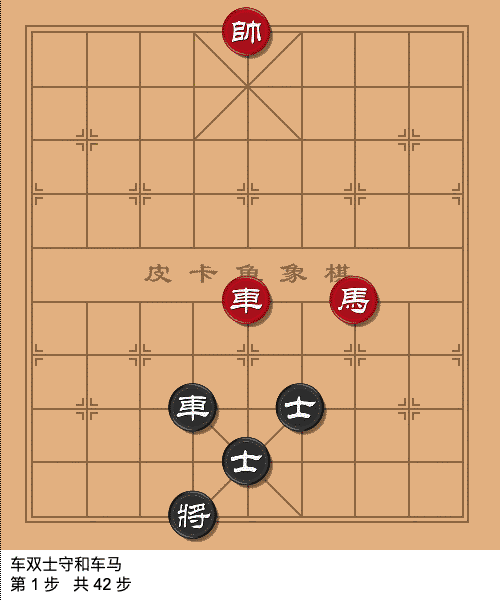 帥
皮卡魚象棋
車 馬
車 士
士
將
车双士守和车马
第 1 步 共 42 步